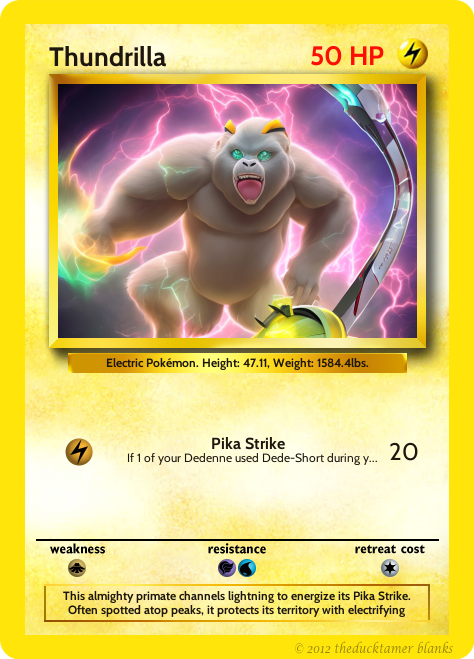 Thundrilla
50 HP
Electric Pokémon. Height: 47.11, Weight: 1584.4lbs.
Pika Strike
If 1 of your Dedenne used Dede-Short during y...
20
weakness
resistance
retreat cost
This almighty primate channels lightning to energize its Pika Strike.
Often spotted atop peaks, it protects its territory with electrifying
© 2012 theducktamer blanks